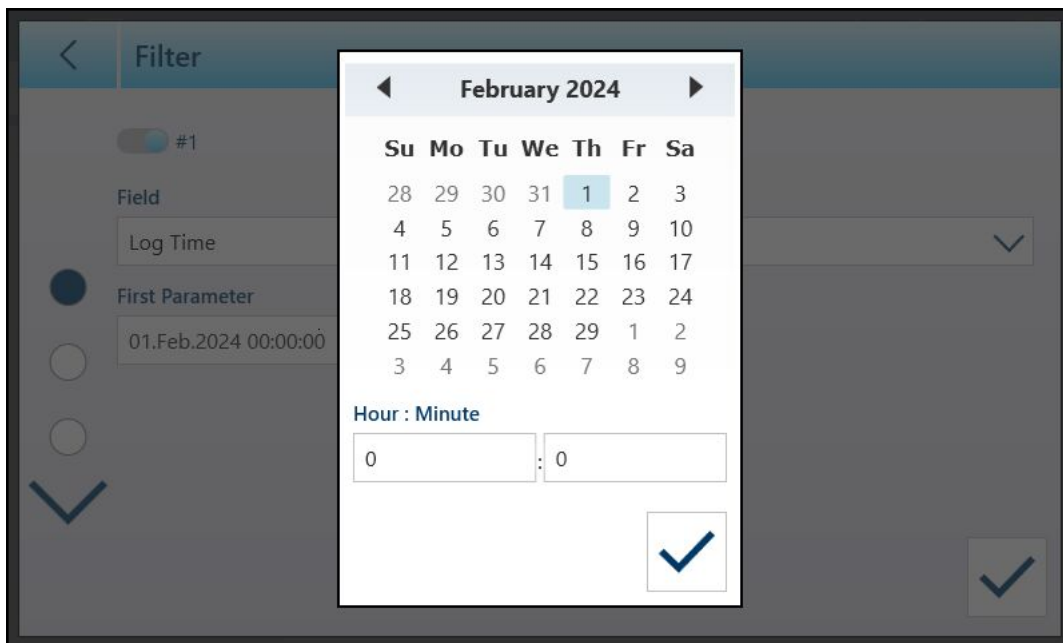 Filter
#1
Field
Log Time
First Parameter
01.Feb.2024 00:00:00
February 2024
Su Mo Tu We Th Fr Sa
28 29 30 31 1 2 3
4 5 6 7 8 9 10
11 12 13 14 15 16 17
18 19 20 21 22 23 24
25 26 27 28 29 1 2
3 4 5 6 7 8 9
Hour : Minute
0 : 0